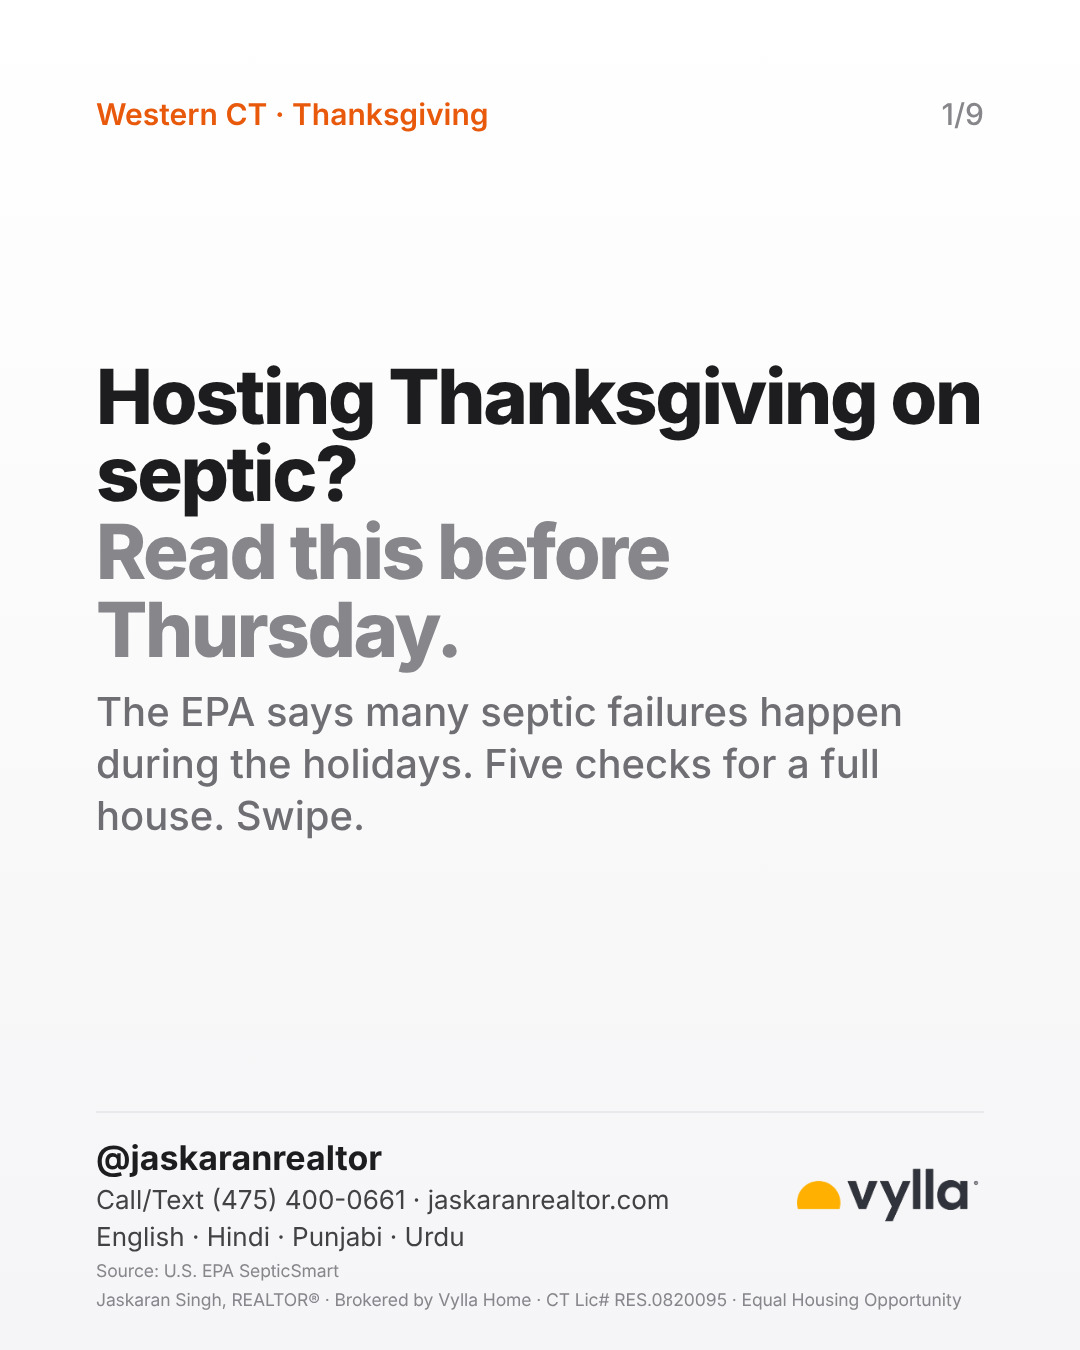 Western CT · Thanksgiving
1/9
Hosting Thanksgiving on
septic?
Read this before
Thursday.
The EPA says many septic failures happen
during the holidays. Five checks for a full
house. Swipe.
@jaskaranrealtor
Call/Text (475) 400-0661 · jaskaranrealtor.com
English · Hindi · Punjabi · Urdu
Source: U.S. EPA SepticSmart
Jaskaran Singh, REALTOR® · Brokered by Vylla Home · CT Lic# RES.0820095 · Equal Housing Opportunity
vylla